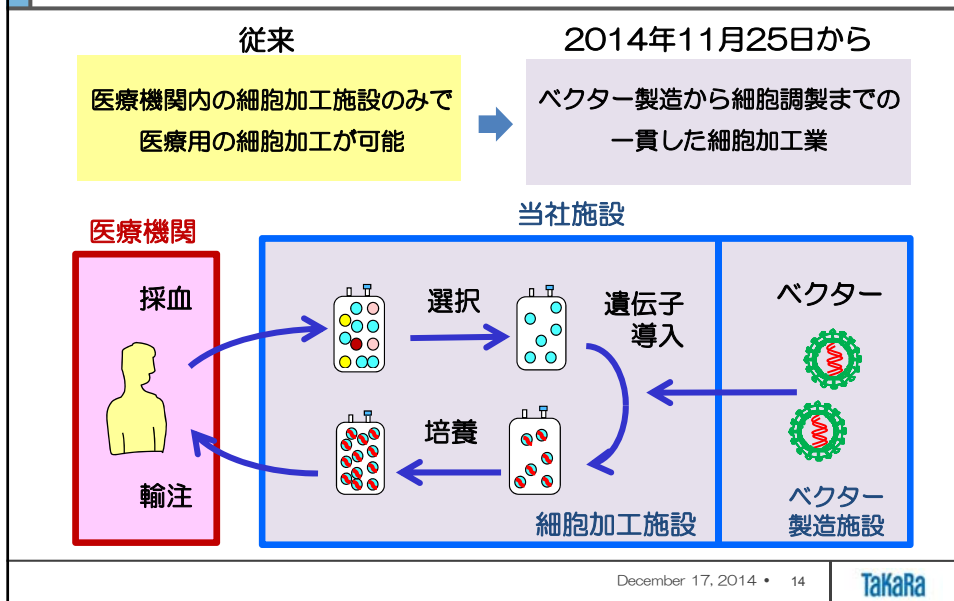 従来
2014年11月25日から
医療機関内の細胞加工施設のみで
医療用の細胞加工が可能
ベクター製造から細胞調製までの
一貫した細胞加工業
当社施設
医療機関
採血
選択
遺伝子
導入
ベクター
培養
輸注
細胞加工施設
ベクター
製造施設
December 17, 2014 • 14
TaKaRa